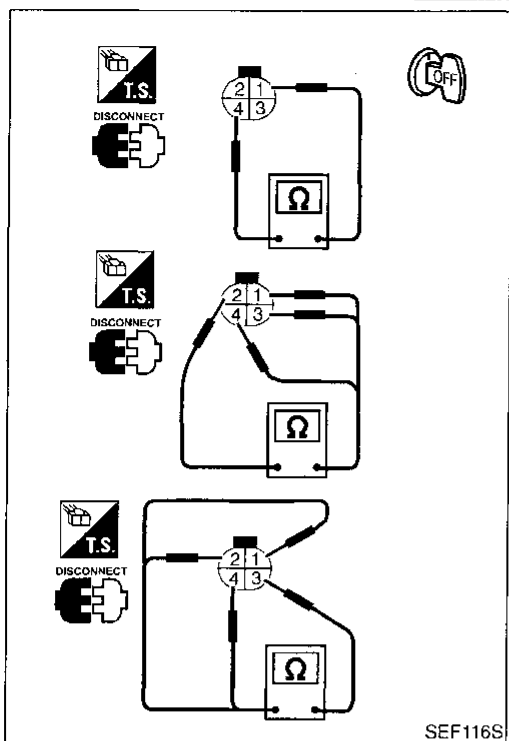 OFF
T.S.
DISCONNECT
2 1
4 3
Ω
T.S.
DISCONNECT
2 1
4 3
Ω
T.S.
DISCONNECT
2 1
4 3
Ω
SEF116S